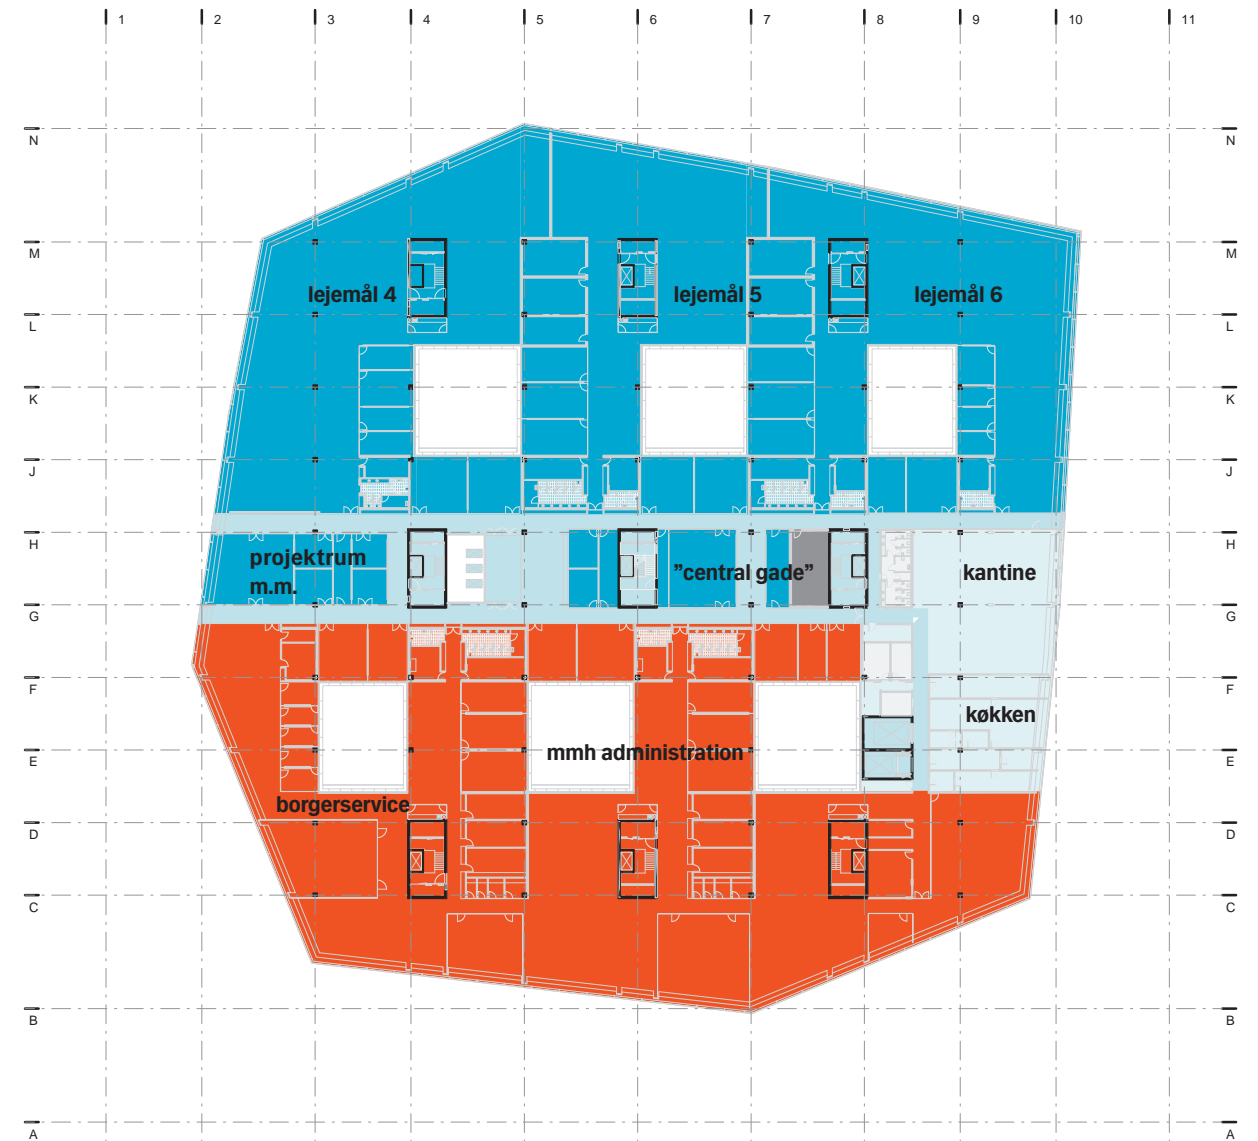 1 2 3 4 5 6 7 8 9 10 11
N N
M M
lejemål 4 lejemål 5 lejemål 6
L L
K K
J J
H H
projektrum
m.m.
"central gade"
kantine
G G
F F
køkken
mmh administration
E E
borgerservice
D D
C C
B B
A A